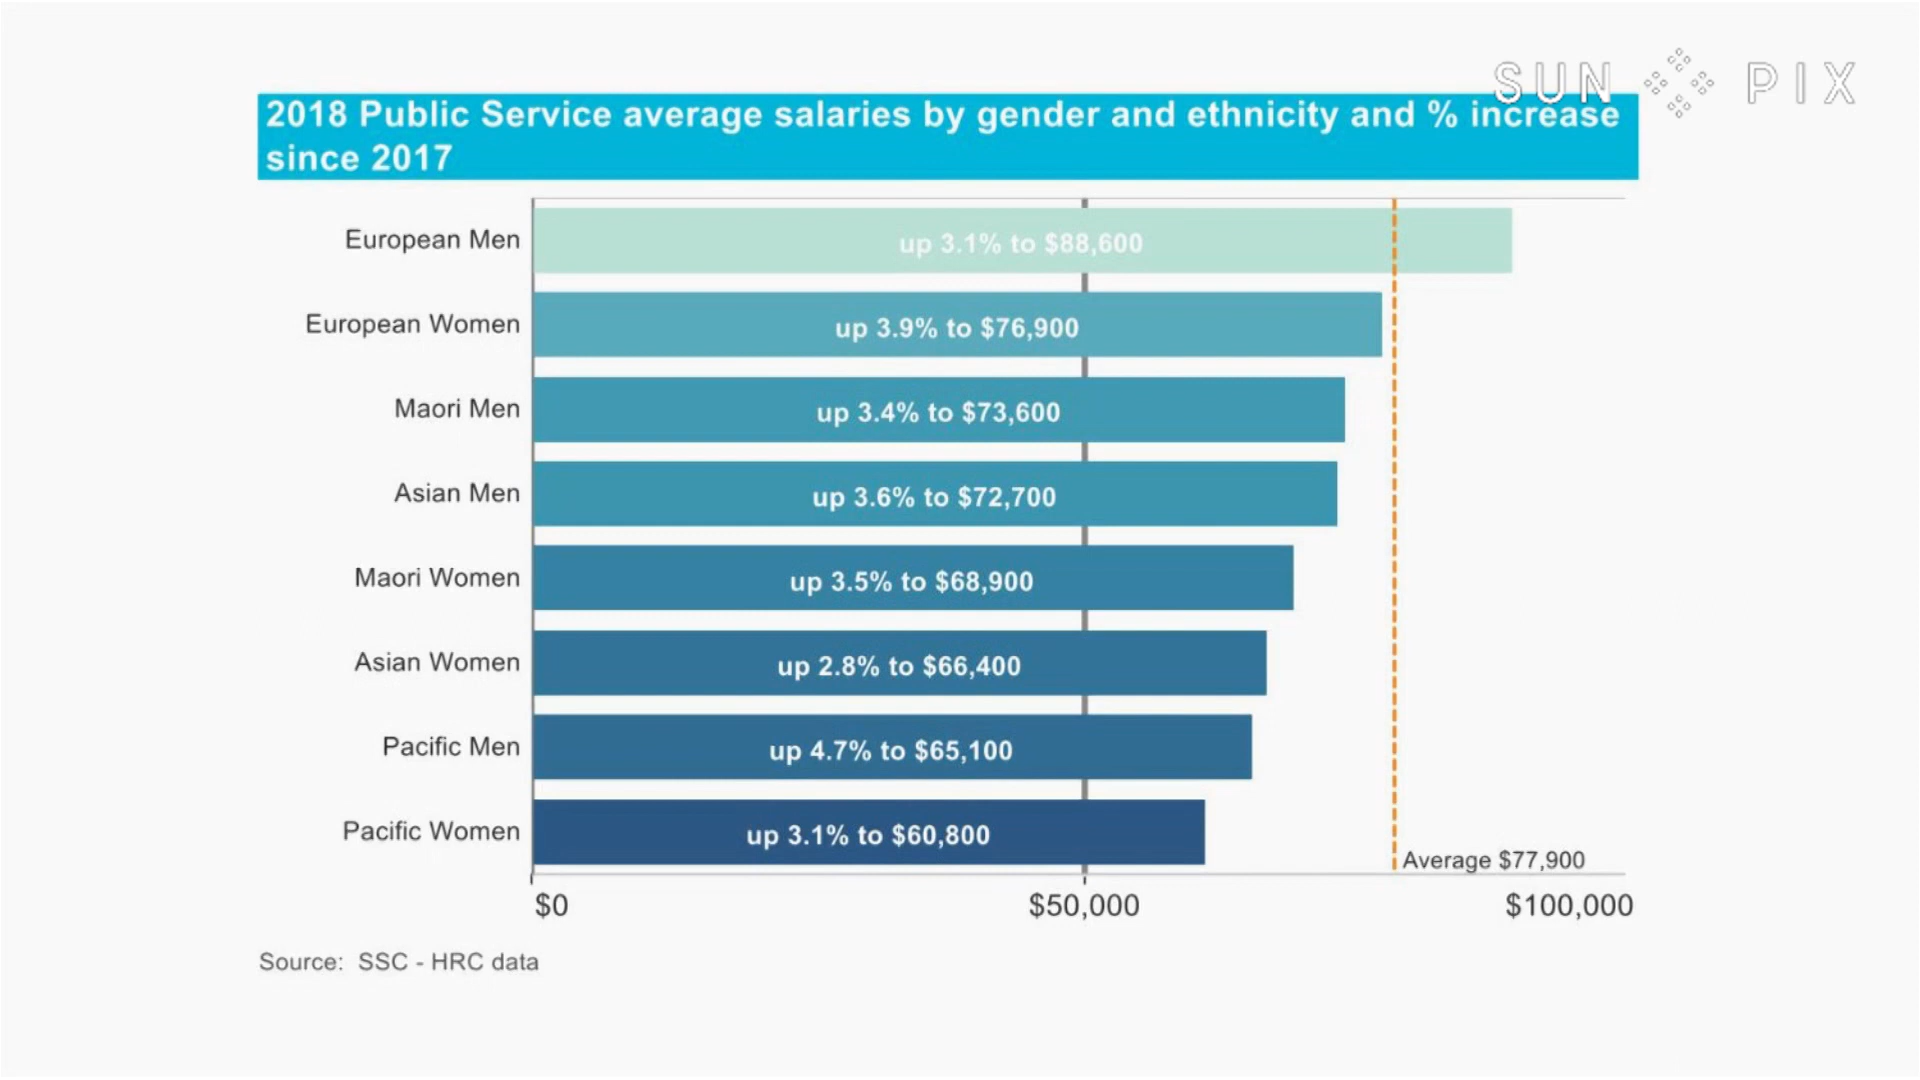 SUN PIX
2018 Public Service average salaries by gender and ethnicity and % increase
since 2017
European Men
up 3.1% to $88,600
European Women
up 3.9% to $76,900
Maori Men
up 3.4% to $73,600
Asian Men
up 3.6% to $72,700
Maori Women
up 3.5% to $68,900
Asian Women
up 2.8% to $66,400
Pacific Men
up 4.7% to $65,100
Pacific Women
up 3.1% to $60,800
Average $77,900
$0
$50,000
$100,000
Source: SSC - HRC data